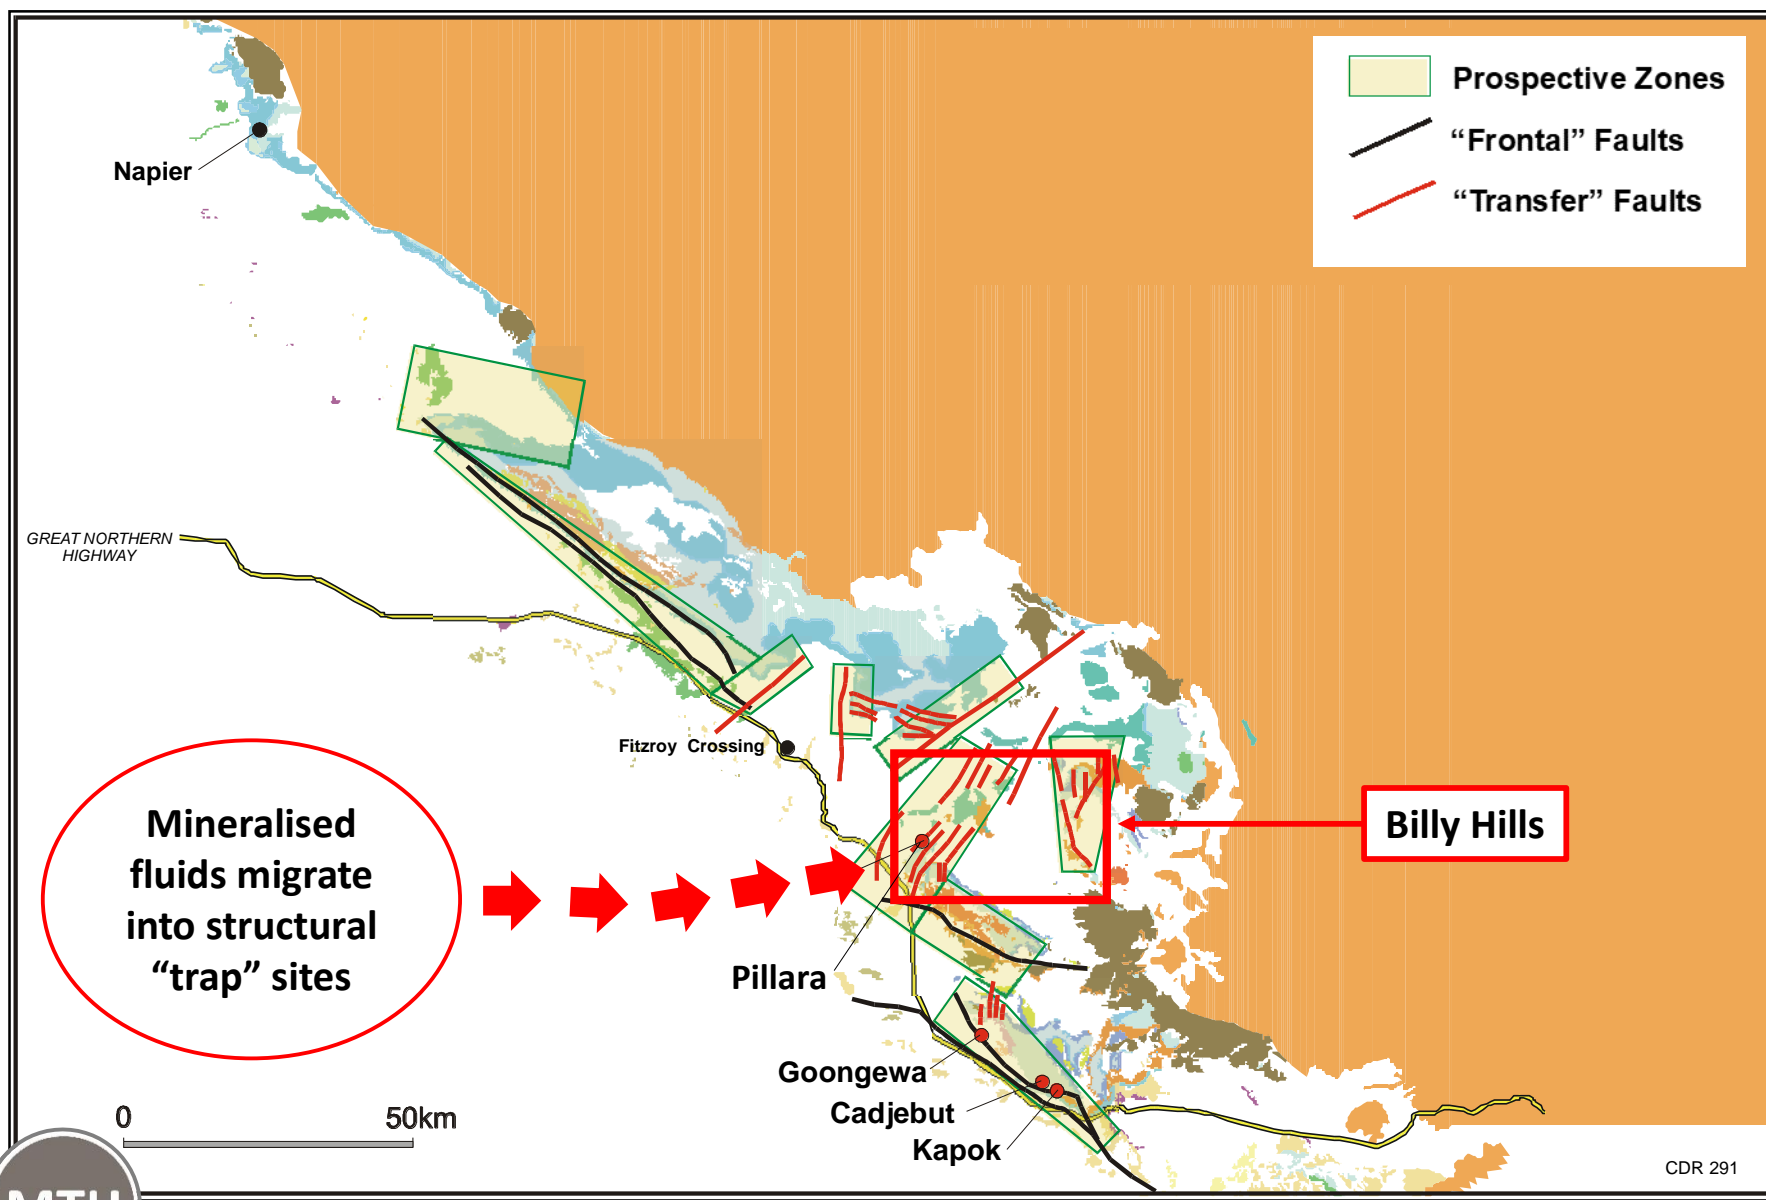 Prospective Zones
“Frontal” Faults
“Transfer” Faults
Napier
GREAT NORTHERN
HIGHWAY
Fitzroy Crossing
Mineralised
fluids migrate
into structural
“trap” sites
Billy Hills
Pillara
Goongewa
Cadjebut
Kapok
0 50km
CDR 291
MTH